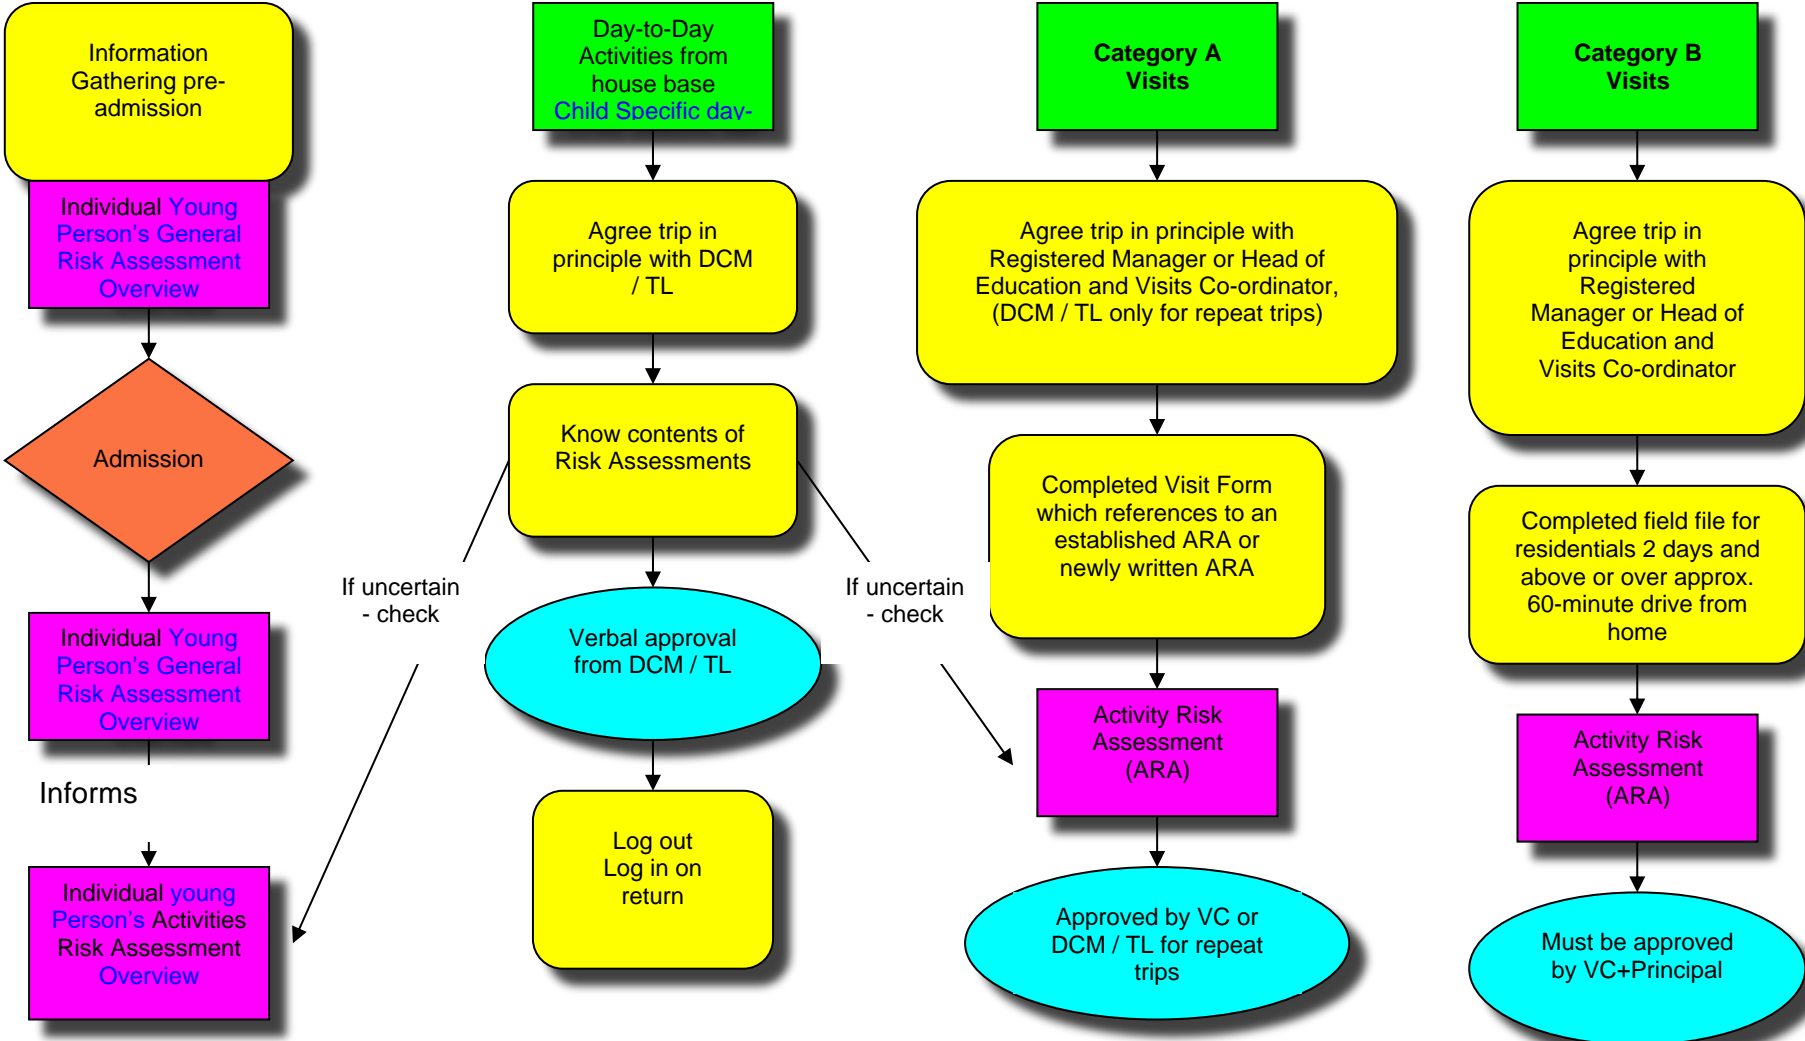 Information
Gathering pre-
admission
Individual Young
Person's General
Risk Assessment
Overview
Admission
Individual Young
Person's General
Risk Assessment
Overview
Informs
Individual young
Person's Activities
Risk Assessment
Overview
If uncertain
- check
Day-to-Day
Activities from
house base
Child Specific day-
Agree trip in
principle with DCM
/ TL
Know contents of
Risk Assessments
Verbal approval
from DCM / TL
Log out
Log in on
return
If uncertain
- check
Category A
Visits
Agree trip in principle with
Registered Manager or Head of
Education and Visits Co-ordinator,
(DCM / TL only for repeat trips)
Completed Visit Form
which references to an
established ARA or
newly written ARA
Activity Risk
Assessment
(ARA)
Approved by VC or
DCM / TL for repeat
trips
Category B
Visits
Agree trip in
principle with
Registered
Manager or Head of
Education and
Visits Co-ordinator
Completed field file for
residentials 2 days and
above or over approx.
60-minute drive from
home
Activity Risk
Assessment
(ARA)
Must be approved
by VC+Principal